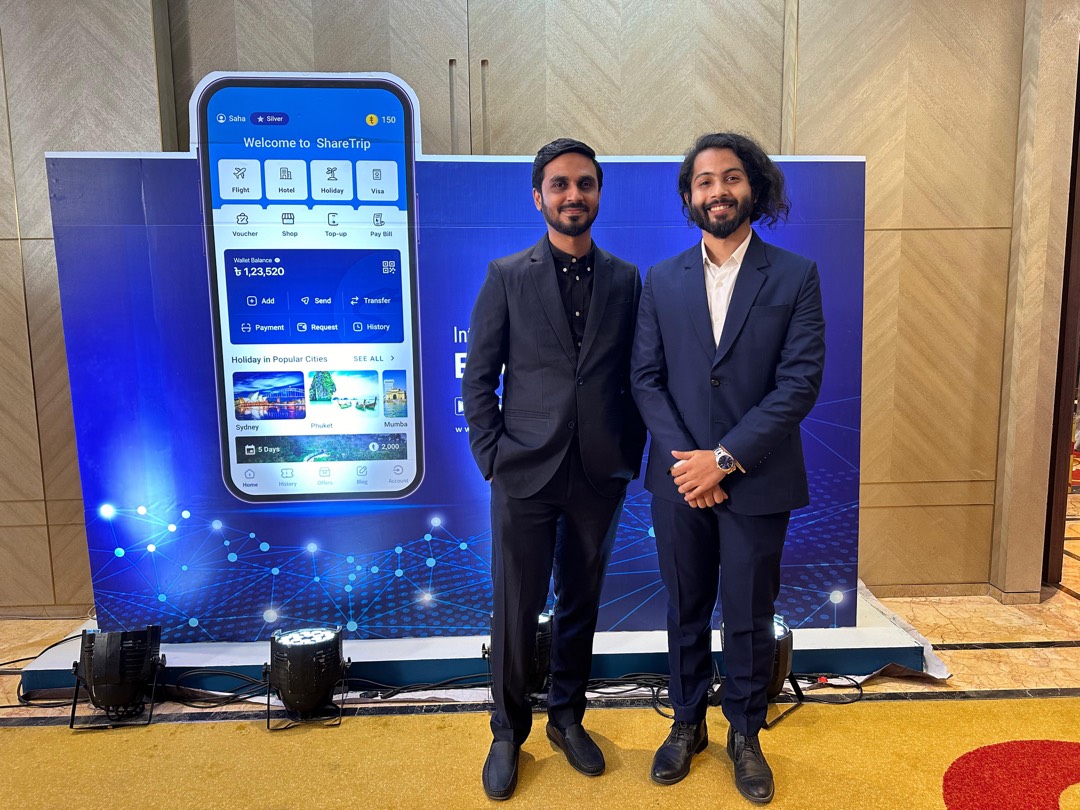 Saha ★ Silver 150
Welcome to ShareTrip
Flight Hotel Holiday Visa
Voucher Shop Top-up Pay Bill
Wallet Balance
৳ 1,23,520
Add Send Transfer
Payment Request History
Holiday in Popular Cities SEE ALL >
Sydney Phuket Mumba
5 Days 2,000
Home History Offers Blog Account